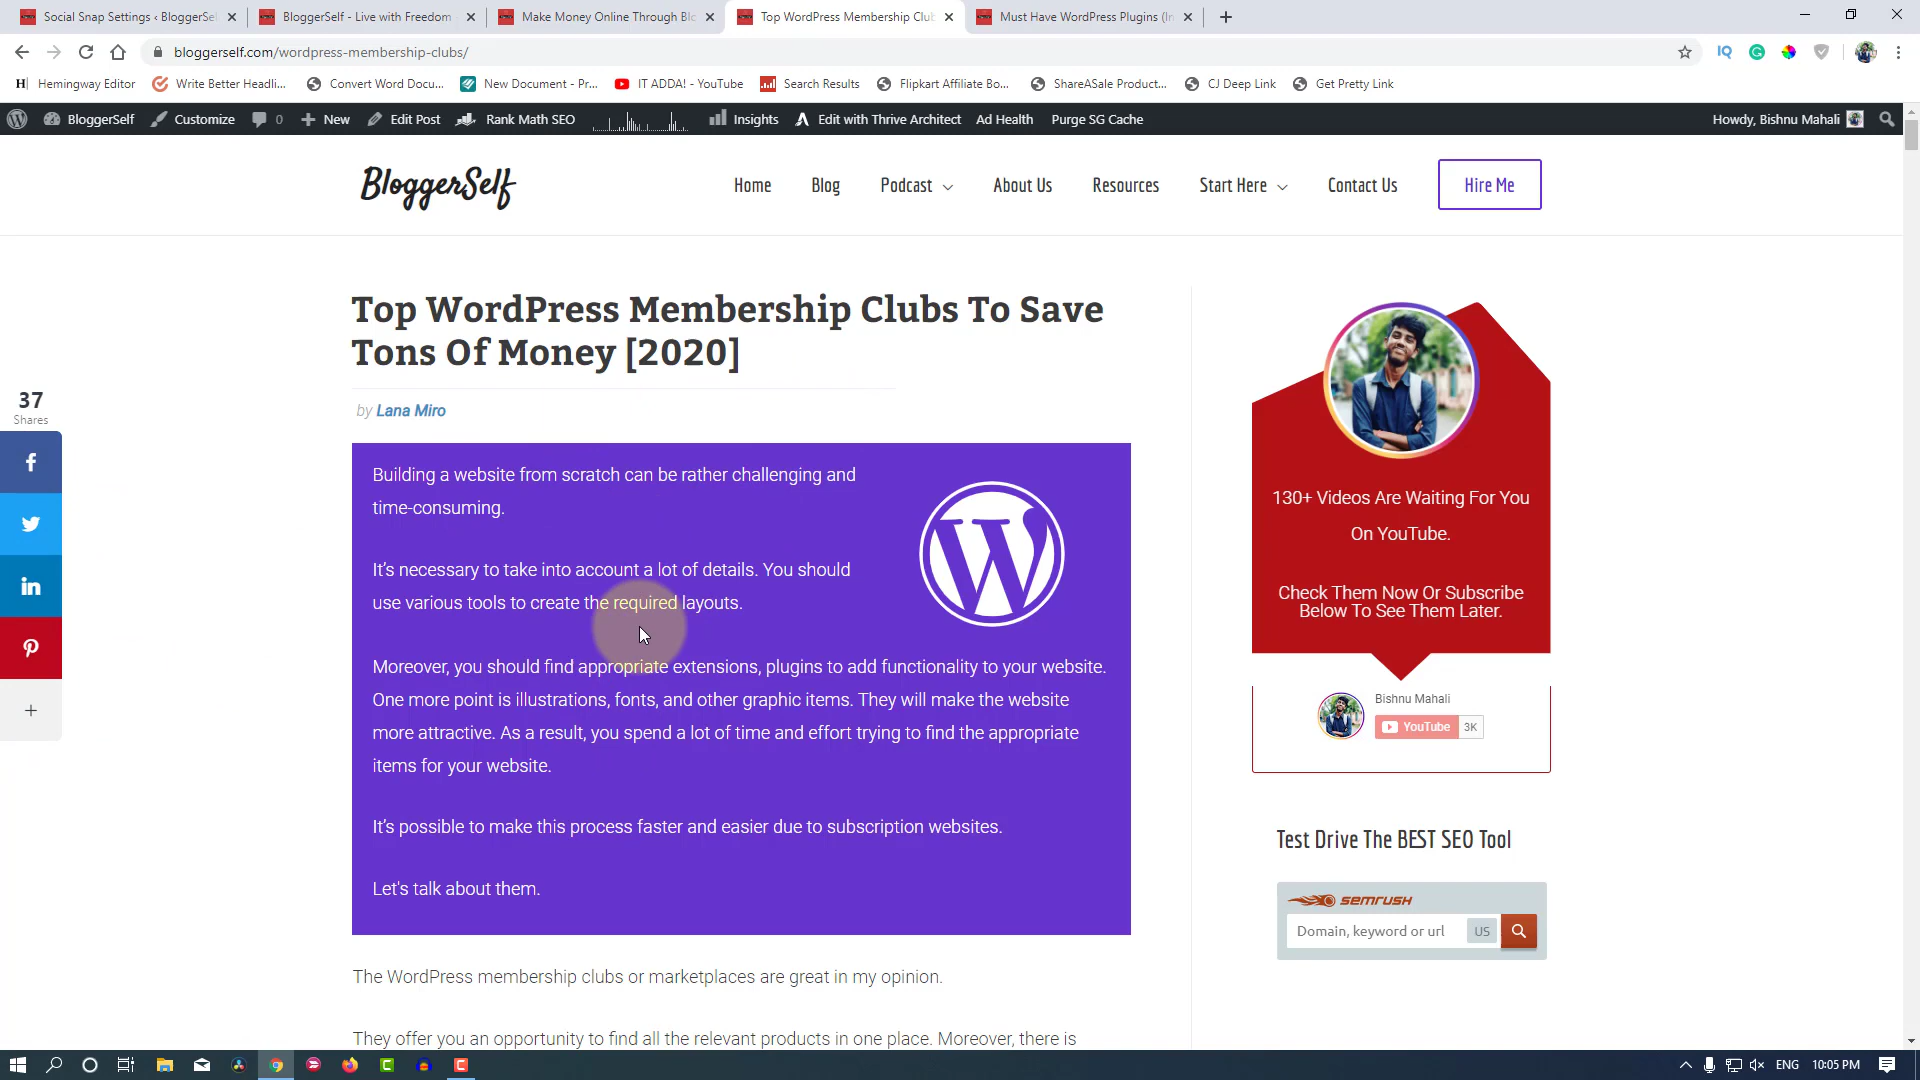 Social Snap Settings ‹ BloggerSel
BloggerSelf - Live with Freedom
Make Money Online Through Blo
Top WordPress Membership Club
Must Have WordPress Plugins (In
bloggerself.com/wordpress-membership-clubs/
IQ
H Hemingway Editor
Write Better Headli...
Convert Word Docu...
New Document - Pr...
IT ADDA! - YouTube
Search Results
Flipkart Affiliate Bo...
ShareASale Product...
CJ Deep Link
Get Pretty Link
BloggerSelf
Customize
0
New
Edit Post
Rank Math SEO
Insights
Edit with Thrive Architect
Ad Health
Purge SG Cache
Howdy, Bishnu Mahali
BloggerSelf
Home
Blog
Podcast
About Us
Resources
Start Here
Contact Us
Hire Me
Top WordPress Membership Clubs To Save
Tons Of Money [2020]
by Lana Miro
37
Shares
Building a website from scratch can be rather challenging and
time-consuming.
It’s necessary to take into account a lot of details. You should
use various tools to create the required layouts.
Moreover, you should find appropriate extensions, plugins to add functionality to your website.
One more point is illustrations, fonts, and other graphic items. They will make the website
more attractive. As a result, you spend a lot of time and effort trying to find the appropriate
items for your website.
It’s possible to make this process faster and easier due to subscription websites.
Let's talk about them.
The WordPress membership clubs or marketplaces are great in my opinion.
They offer you an opportunity to find all the relevant products in one place. Moreover, there is
130+ Videos Are Waiting For You
On YouTube.
Check Them Now Or Subscribe
Below To See Them Later.
Bishnu Mahali
YouTube 3K
Test Drive The BEST SEO Tool
semrush
Domain, keyword or url
US
ENG
10:05 PM